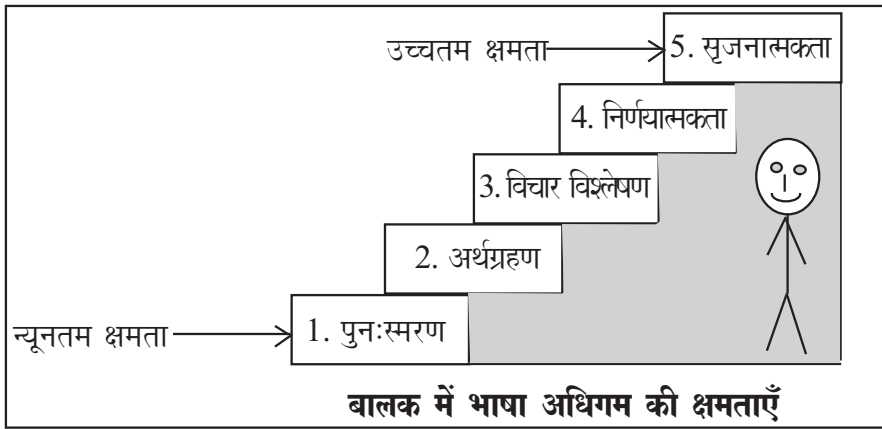 उच्चतम क्षमता 5. सृजनात्मकता
4. निर्णयात्मकता
3. विचार विश्लेषण
2. अर्थग्रहण
न्यूनतम क्षमता 1. पुनःस्मरण
बालक में भाषा अधिगम की क्षमताएँ